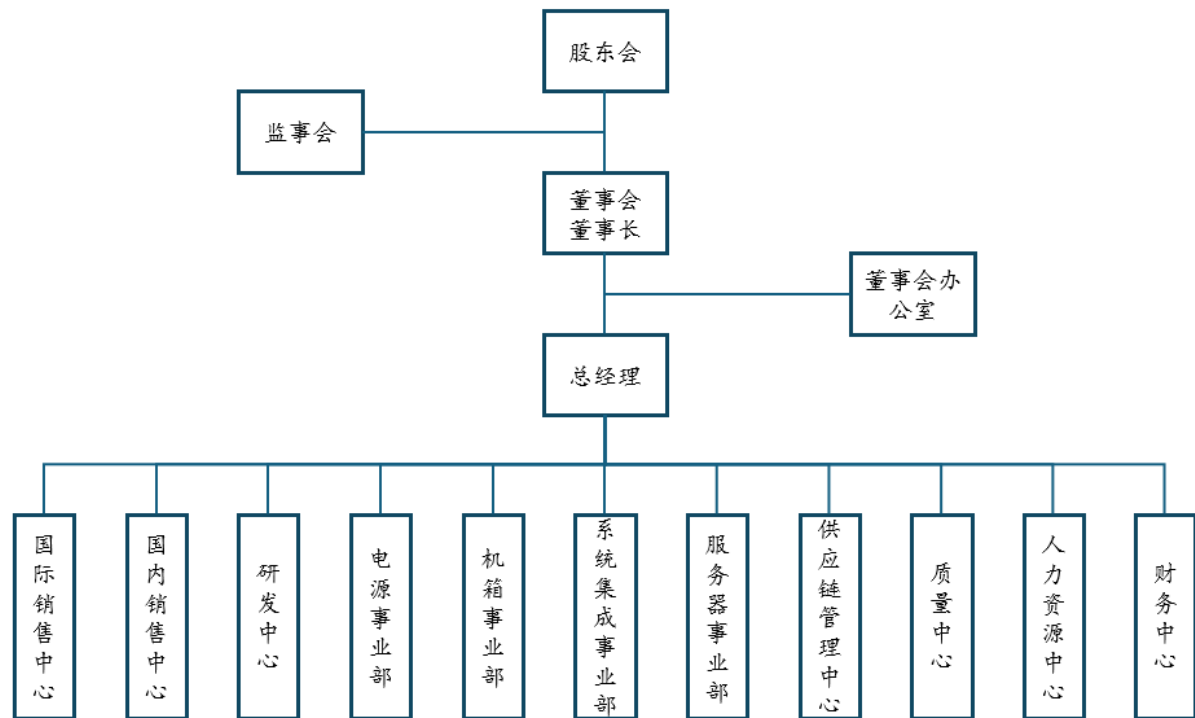 股东会
监事会
董事会
董事长
董事会办
公室
总经理
国际销售中心
国内销售中心
研发中心
电源事业部
机箱事业部
系统集成事业部
服务器事业部
供应链管理中心
质量中心
人力资源中心
财务中心